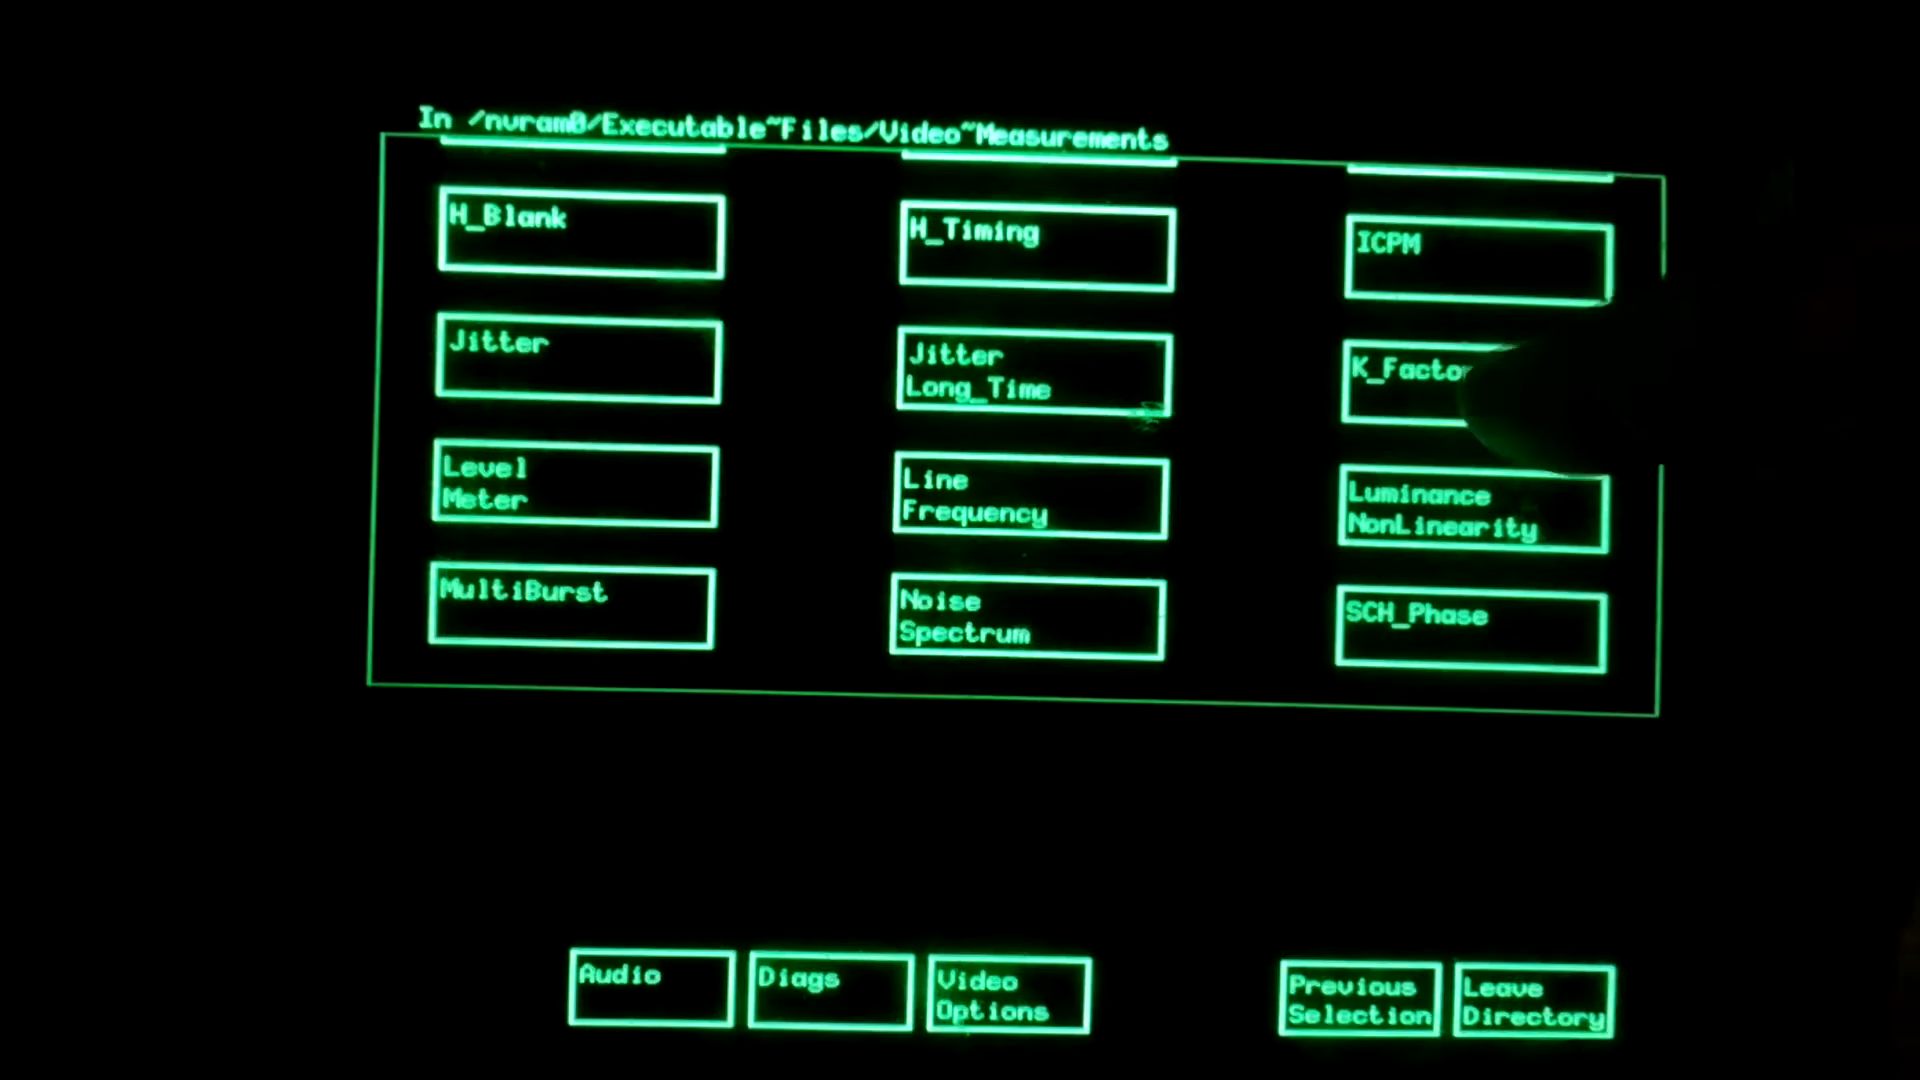 In /nvram0/Executable~Files/Video~Measurements
H_Blank
H_Timing
ICPM
Jitter
Jitter
Long_Time
K_Facto
Level
Meter
Line
Frequency
Luminance
NonLinearity
MultiBurst
Noise
Spectrum
SCH_Phase
Audio
Diags
Video
Options
Previous
Selection
Leave
Directory